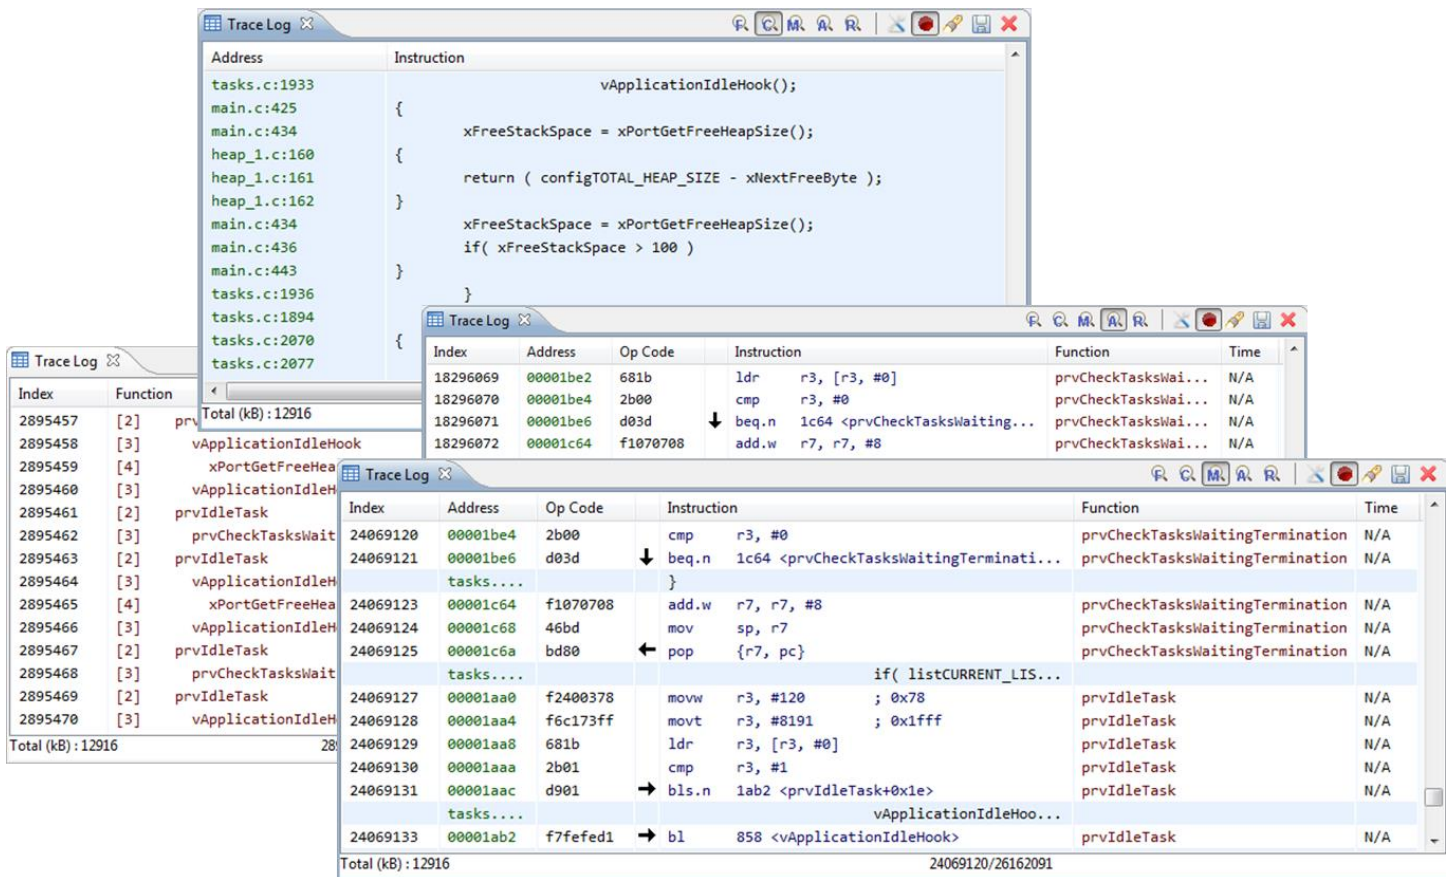 Trace Log
F. C. M. A. R.
Address Instruction
tasks.c:1933 vApplicationIdleHook();
main.c:425 {
main.c:434 xFreeStackSpace = xPortGetFreeHeapSize();
heap_1.c:160 {
heap_1.c:161 return ( configTOTAL_HEAP_SIZE - xNextFreeByte );
heap_1.c:162 }
main.c:434 xFreeStackSpace = xPortGetFreeHeapSize();
main.c:436 if( xFreeStackSpace > 100 )
main.c:443 }
tasks.c:1936 }
tasks.c:1894
tasks.c:2070 {
tasks.c:2077
Total (kB) : 12916
Trace Log
F. C. M. A. R.
Index Address Op Code Instruction Function Time
18296069 00001be2 681b ldr r3, [r3, #0] prvCheckTasksWai... N/A
18296070 00001be4 2b00 cmp r3, #0 prvCheckTasksWai... N/A
18296071 00001be6 d03d beq.n 1c64 <prvCheckTasksWaiting... prvCheckTasksWai... N/A
18296072 00001c64 f1070708 add.w r7, r7, #8 prvCheckTasksWai... N/A
Trace Log
Index Function
2895457 [2] prv
2895458 [3] vApplicationIdleHook
2895459 [4] xPortGetFreeHea
2895460 [3] vApplicationIdleH
2895461 [2] prvIdleTask
2895462 [3] prvCheckTasksWait
2895463 [2] prvIdleTask
2895464 [3] vApplicationIdleH
2895465 [4] xPortGetFreeHea
2895466 [3] vApplicationIdleH
2895467 [2] prvIdleTask
2895468 [3] prvCheckTasksWait
2895469 [2] prvIdleTask
2895470 [3] vApplicationIdleH
Total (kB) : 12916 28
Trace Log
F. C. M. A. R.
Index Address Op Code Instruction Function Time
24069120 00001be4 2b00 cmp r3, #0 prvCheckTasksWaitingTermination N/A
24069121 00001be6 d03d beq.n 1c64 <prvCheckTasksWaitingTerminati... prvCheckTasksWaitingTermination N/A
tasks.... }
24069123 00001c64 f1070708 add.w r7, r7, #8 prvCheckTasksWaitingTermination N/A
24069124 00001c68 46bd mov sp, r7 prvCheckTasksWaitingTermination N/A
24069125 00001c6a bd80 pop {r7, pc} prvCheckTasksWaitingTermination N/A
tasks.... if( listCURRENT_LIS...
24069127 00001aa0 f2400378 movw r3, #120 ; 0x78 prvIdleTask N/A
24069128 00001aa4 f6c173ff movt r3, #8191 ; 0x1fff prvIdleTask N/A
24069129 00001aa8 681b ldr r3, [r3, #0] prvIdleTask N/A
24069130 00001aaa 2b01 cmp r3, #1 prvIdleTask N/A
24069131 00001aac d901 bls.n 1ab2 <prvIdleTask+0x1e> prvIdleTask N/A
tasks.... vApplicationIdleHoo...
24069133 00001ab2 f7fefed1 bl 858 <vApplicationIdleHook> prvIdleTask N/A
Total (kB) : 12916 24069120/26162091